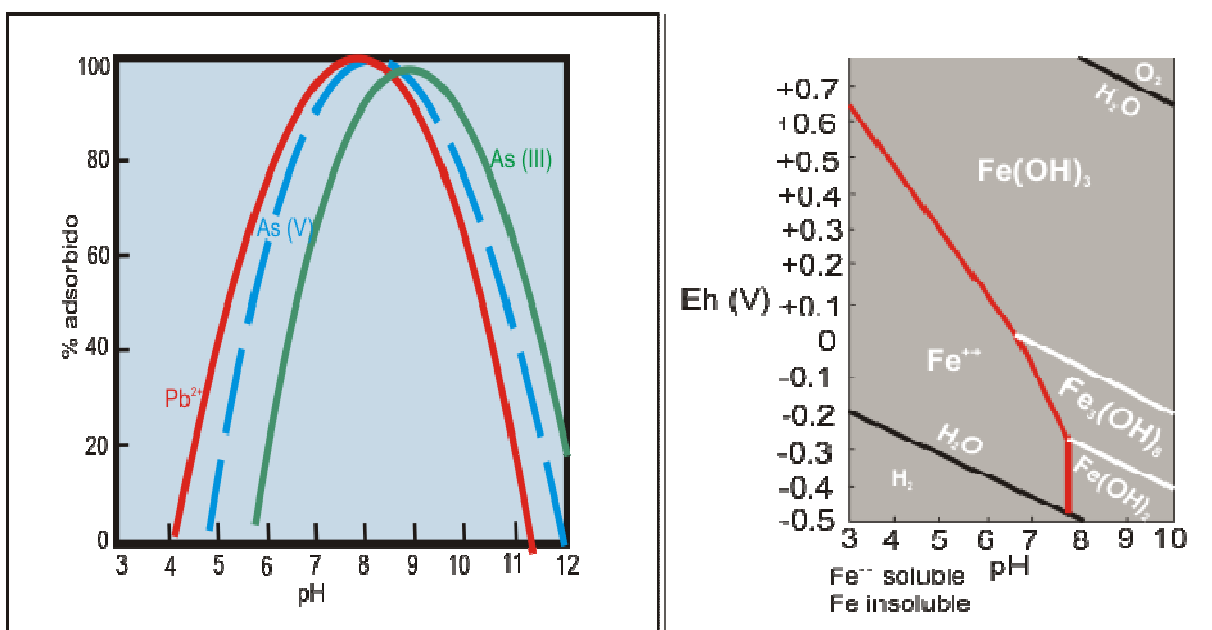 100
80
60
40
20
0
% adsorbido
As (III)
As (V)
Pb²⁺
3 4 5 6 7 8 9 10 11 12
pH
+0.7
+0.6
+0.5
+0.4
+0.3
+0.2
+0.1
0
-0.1
-0.2
-0.3
-0.4
-0.5
Eh (V)
O₂
H₂O
Fe(OH)₃
Fe⁺⁺
Fe₃(OH)₈
H₂O
H₂
Fe(OH)₂
3 4 5 6 7 8 9 10
pH
Fe⁻⁻ soluble
Fe insoluble